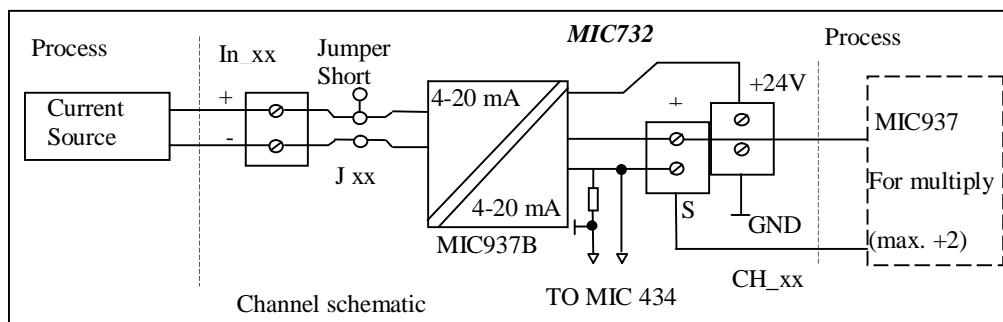 MIC732
Process
In_xx
Jumper
Short
Process
+24V
Current
Source
+
-
4-20 mA
+
MIC937
J xx
For multiply
4-20 mA
S
GND
MIC937B
(max. +2)
TO MIC 434
CH_xx
Channel schematic